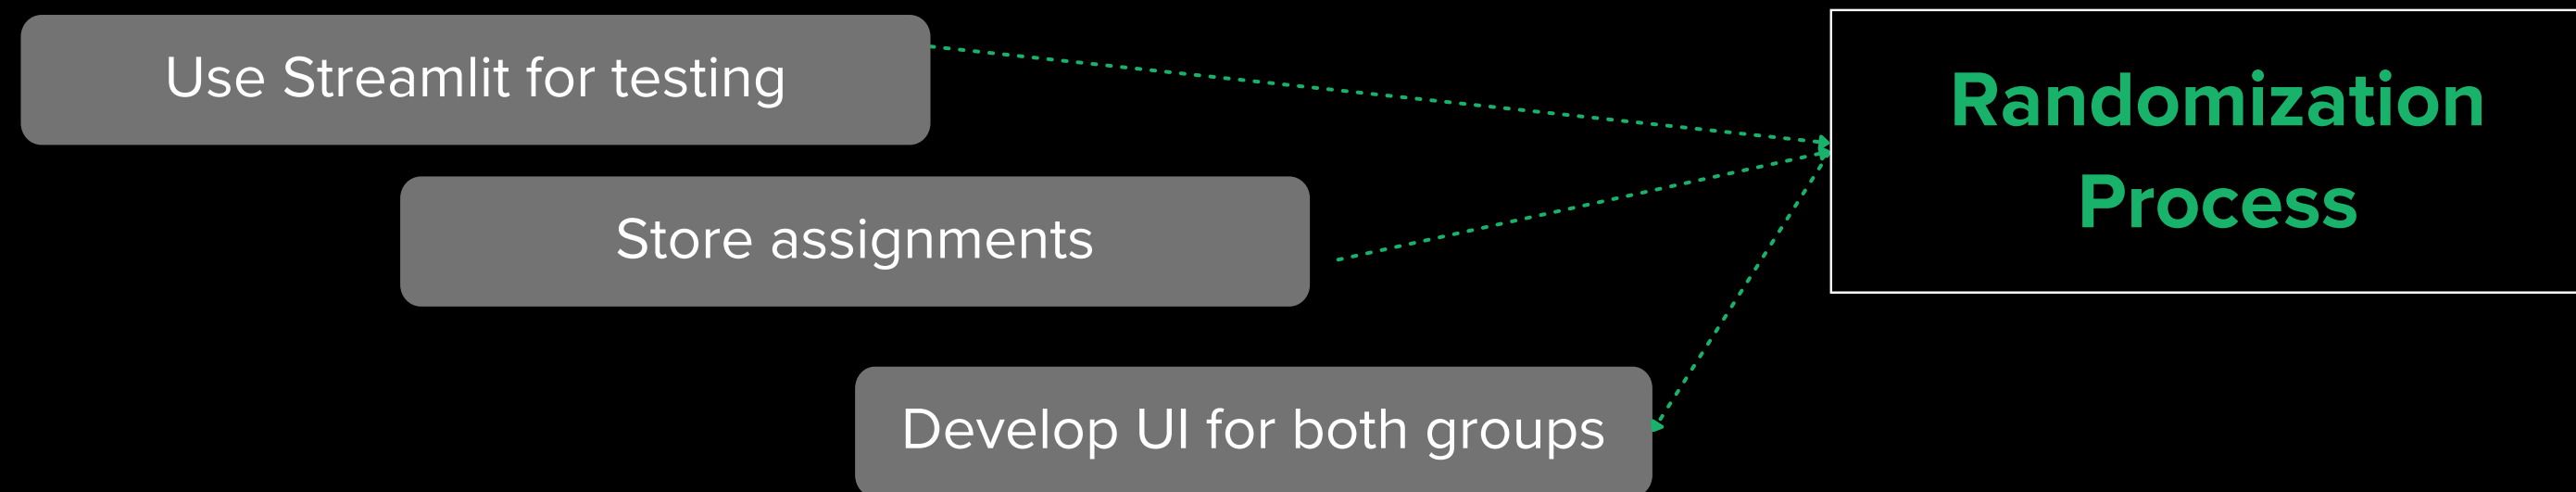 Use Streamlit for testing
Randomization
Process
Store assignments
Develop UI for both groups